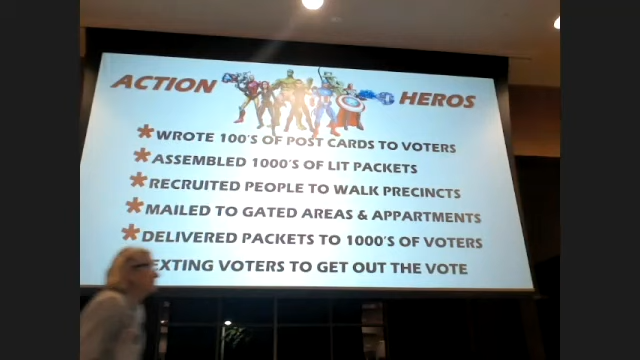 ACTION HEROS
*WROTE 100'S OF POST CARDS TO VOTERS
*ASSEMBLED 1000'S OF LIT PACKETS
*RECRUITED PEOPLE TO WALK PRECINCTS
*MAILED TO GATED AREAS & APPARTMENTS
*DELIVERED PACKETS TO 1000'S OF VOTERS
EXTING VOTERS TO GET OUT THE VOTE